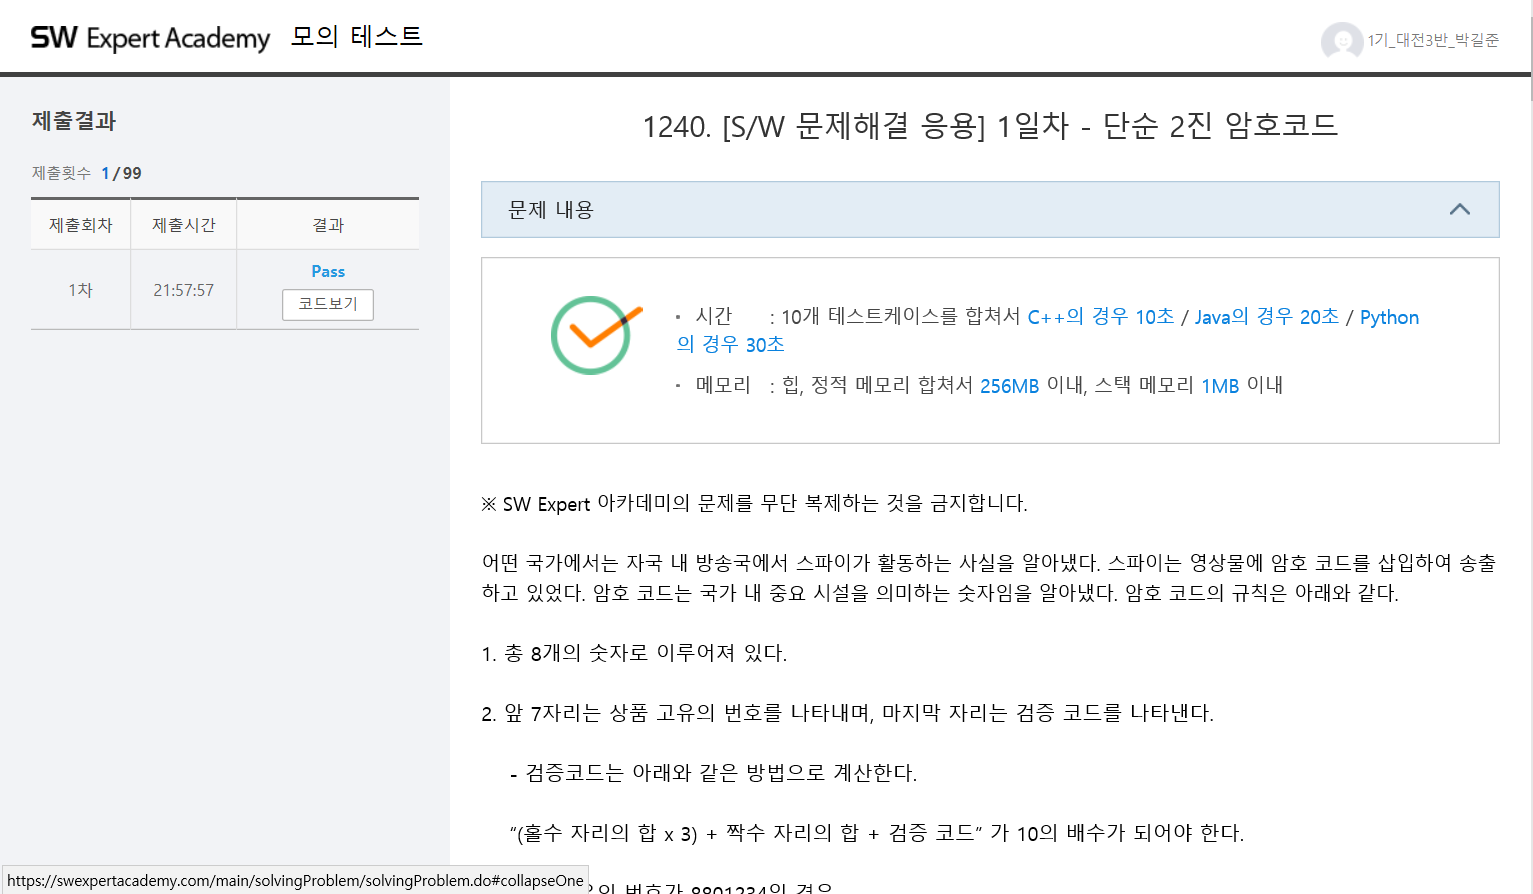 SW Expert Academy 모의 테스트
1기_대전3반_박길준
제출결과
제출횟수 1 / 99
제출회차 제출시간 결과
1차 21:57:57 Pass
코드보기
1240. [S/W 문제해결 응용] 1일차 - 단순 2진 암호코드
문제 내용
시간 : 10개 테스트케이스를 합쳐서 C++의 경우 10초 / Java의 경우 20초 / Python
의 경우 30초
메모리 : 힙, 정적 메모리 합쳐서 256MB 이내, 스택 메모리 1MB 이내
※ SW Expert 아카데미의 문제를 무단 복제하는 것을 금지합니다.
어떤 국가에서는 자국 내 방송국에서 스파이가 활동하는 사실을 알아냈다. 스파이는 영상물에 암호 코드를 삽입하여 송출
하고 있었다. 암호 코드는 국가 내 중요 시설을 의미하는 숫자임을 알아냈다. 암호 코드의 규칙은 아래와 같다.
1. 총 8개의 숫자로 이루어져 있다.
2. 앞 7자리는 상품 고유의 번호를 나타내며, 마지막 자리는 검증 코드를 나타낸다.
- 검증코드는 아래와 같은 방법으로 계산한다.
“(홀수 자리의 합 x 3) + 짝수 자리의 합 + 검증 코드” 가 10의 배수가 되어야 한다.
번호가 8801234일 경우
https://swexpertacademy.com/main/solvingProblem/solvingProblem.do#collapseOne